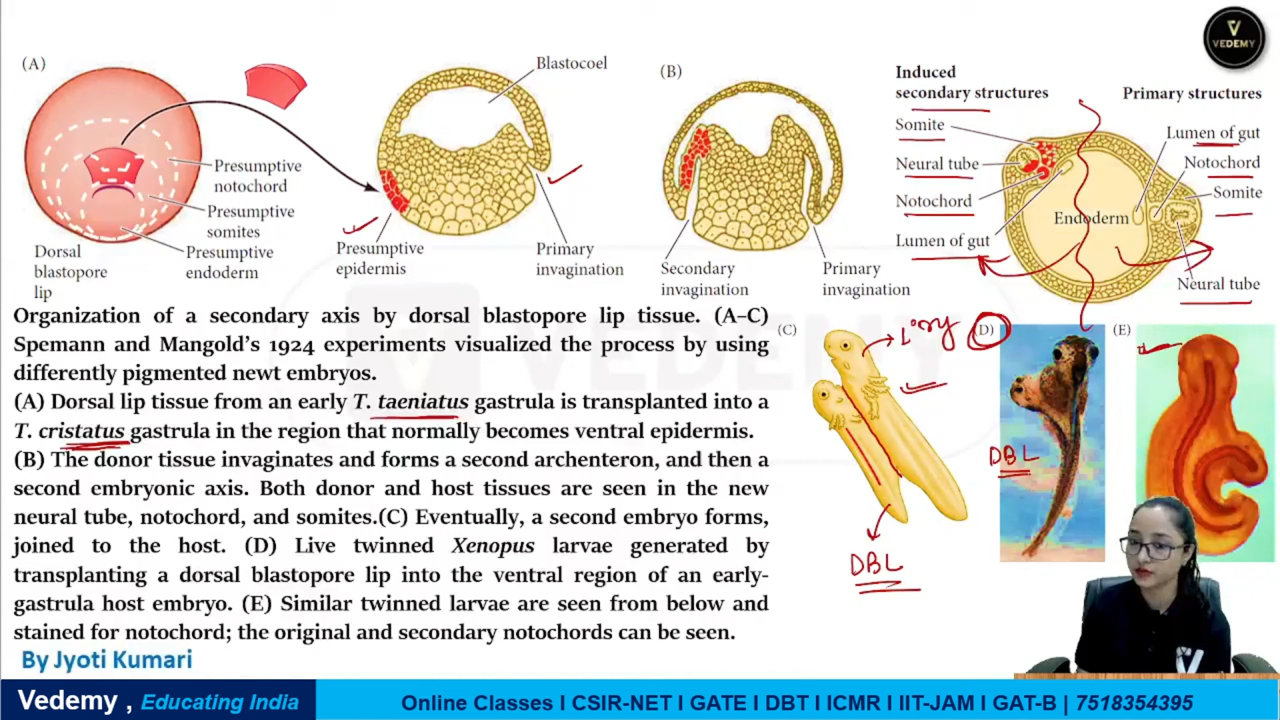 VEDEMY
(A)
Blastocoel
Presumptive
notochord
Presumptive
somites
Presumptive
endoderm
Dorsal
blastopore
lip
Presumptive
epidermis
Primary
invagination
(B)
Secondary
invagination
Primary
invagination
Induced
secondary structures
Primary structures
Somite
Neural tube
Notochord
Lumen of gut
Endoderm
Lumen of gut
Notochord
Somite
Neural tube
Organization of a secondary axis by dorsal blastopore lip tissue. (A–C)
Spemann and Mangold's 1924 experiments visualized the process by using
differently pigmented newt embryos.
(A) Dorsal lip tissue from an early T. taeniatus gastrula is transplanted into a
T. cristatus gastrula in the region that normally becomes ventral epidermis.
(B) The donor tissue invaginates and forms a second archenteron, and then a
second embryonic axis. Both donor and host tissues are seen in the new
neural tube, notochord, and somites.(C) Eventually, a second embryo forms,
joined to the host. (D) Live twinned Xenopus larvae generated by
transplanting a dorsal blastopore lip into the ventral region of an early-
gastrula host embryo. (E) Similar twinned larvae are seen from below and
stained for notochord; the original and secondary notochords can be seen.
(C)
DBL
(D)
DBL
(E)
VEDEMY
By Jyoti Kumari
Vedemy , Educating India
Online Classes I CSIR-NET I GATE I DBT I ICMR I IIT-JAM I GAT-B | 7518354395